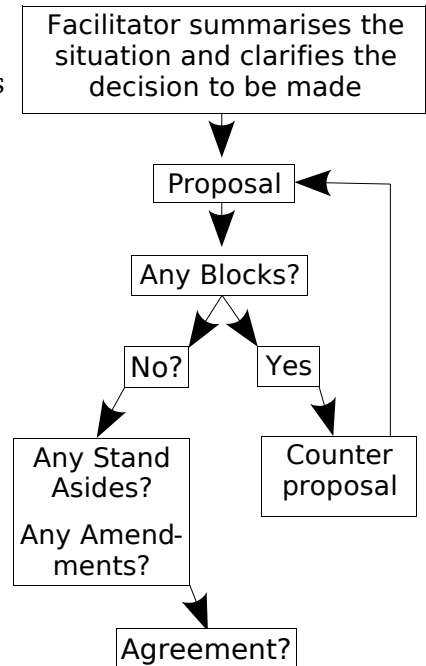 Facilitator summarises the
situation and clarifies the
decision to be made
s
Proposal
Any Blocks?
No?
Yes
Any Stand
Asides?
Any Amend-
ments?
Counter
proposal
Agreement?